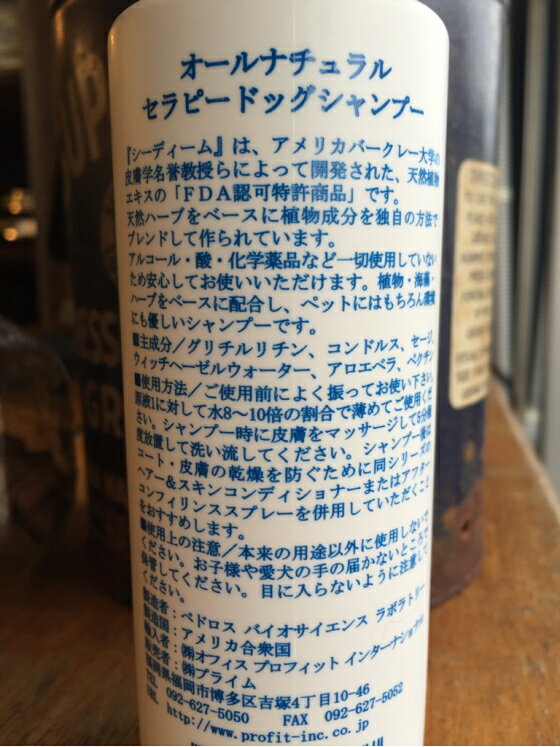 オールナチュラル
セラピードッグシャンプー
『シーディーム』は、アメリカバークレー大学の
皮膚学名誉教授らによって開発された、天然植物
エキスの「FDA認可特許商品」です。
天然ハーブをベースに植物成分を独自の方法で
ブレンドして作られています。
アルコール・酸・化学薬品など一切使用していない
ため安心してお使いいただけます。植物・海藻・
ハーブをベースに配合し、ペットにはもちろん環境
にも優しいシャンプーです。
■主成分/グリチルリチン、コンドルス、セージ、
ウィッチヘーゼルウォーター、アロエベラ、ペクチン
■使用方法/ご使用前によく振ってお使い下さい。
原液1に対して水8〜10倍の割合で薄めてご使用くだ
さい。シャンプー時に皮膚をマッサージして5分程
度放置して洗い流してください。シャンプー後は
コート・皮膚の乾燥を防ぐために同シリーズの
ヘアー&スキンコンディショナーまたはアフター
コンフィリンススプレーを併用していただくこと
をおすすめします。
■使用上の注意/本来の用途以外に使用しないで
ください。お子様や愛犬の手の届かないところで
保管してください。目に入らないように注意して
ください。
製造者:ペドロス バイオサイエンス ラボラトリー
製造国:アメリカ合衆国
輸入者:㈱オフィス プロフィット インターナショナル
販売者:㈱プライム
福岡県福岡市博多区吉塚4丁目10-46
TEL 092-627-5050 FAX 092-627-5052
URL http://www.profit-inc.co.jp
UP
ESS